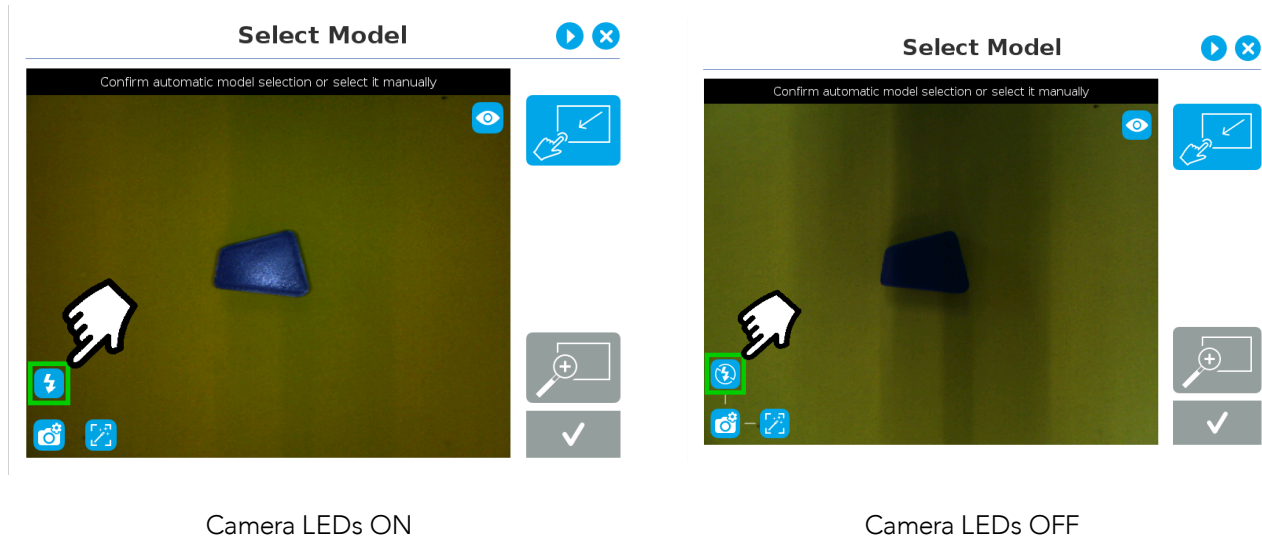 Select Model
Confirm automatic model selection or select it manually
Camera LEDs ON
Select Model
Confirm automatic model selection or select it manually
Camera LEDs OFF